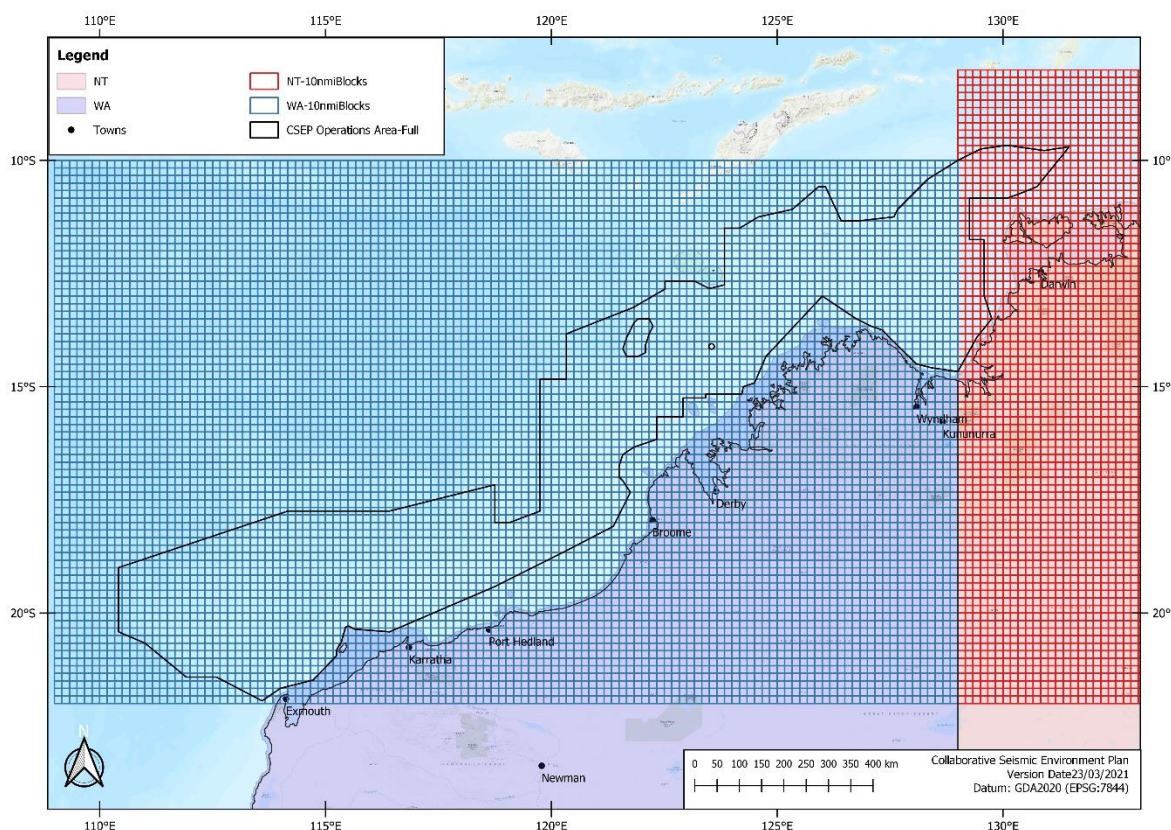 110°E 115°E 120°E 125°E 130°E
Legend
NT NT-10nmiBlocks
WA WA-10nmiBlocks
Towns CSEP Operations Area-Full
10°S 10°S
Darwin
15°S 15°S
Wyndham
Kununurra
Derby
Broome
20°S 20°S
Port Hedland
Karratha
Exmouth
N
Newman
0 50 100 150 200 250 300 350 400 km
Collaborative Seismic Environment Plan
Version Date23/03/2021
Datum: GDA2020 (EPSG:7844)
110°E 115°E 120°E 125°E 130°E